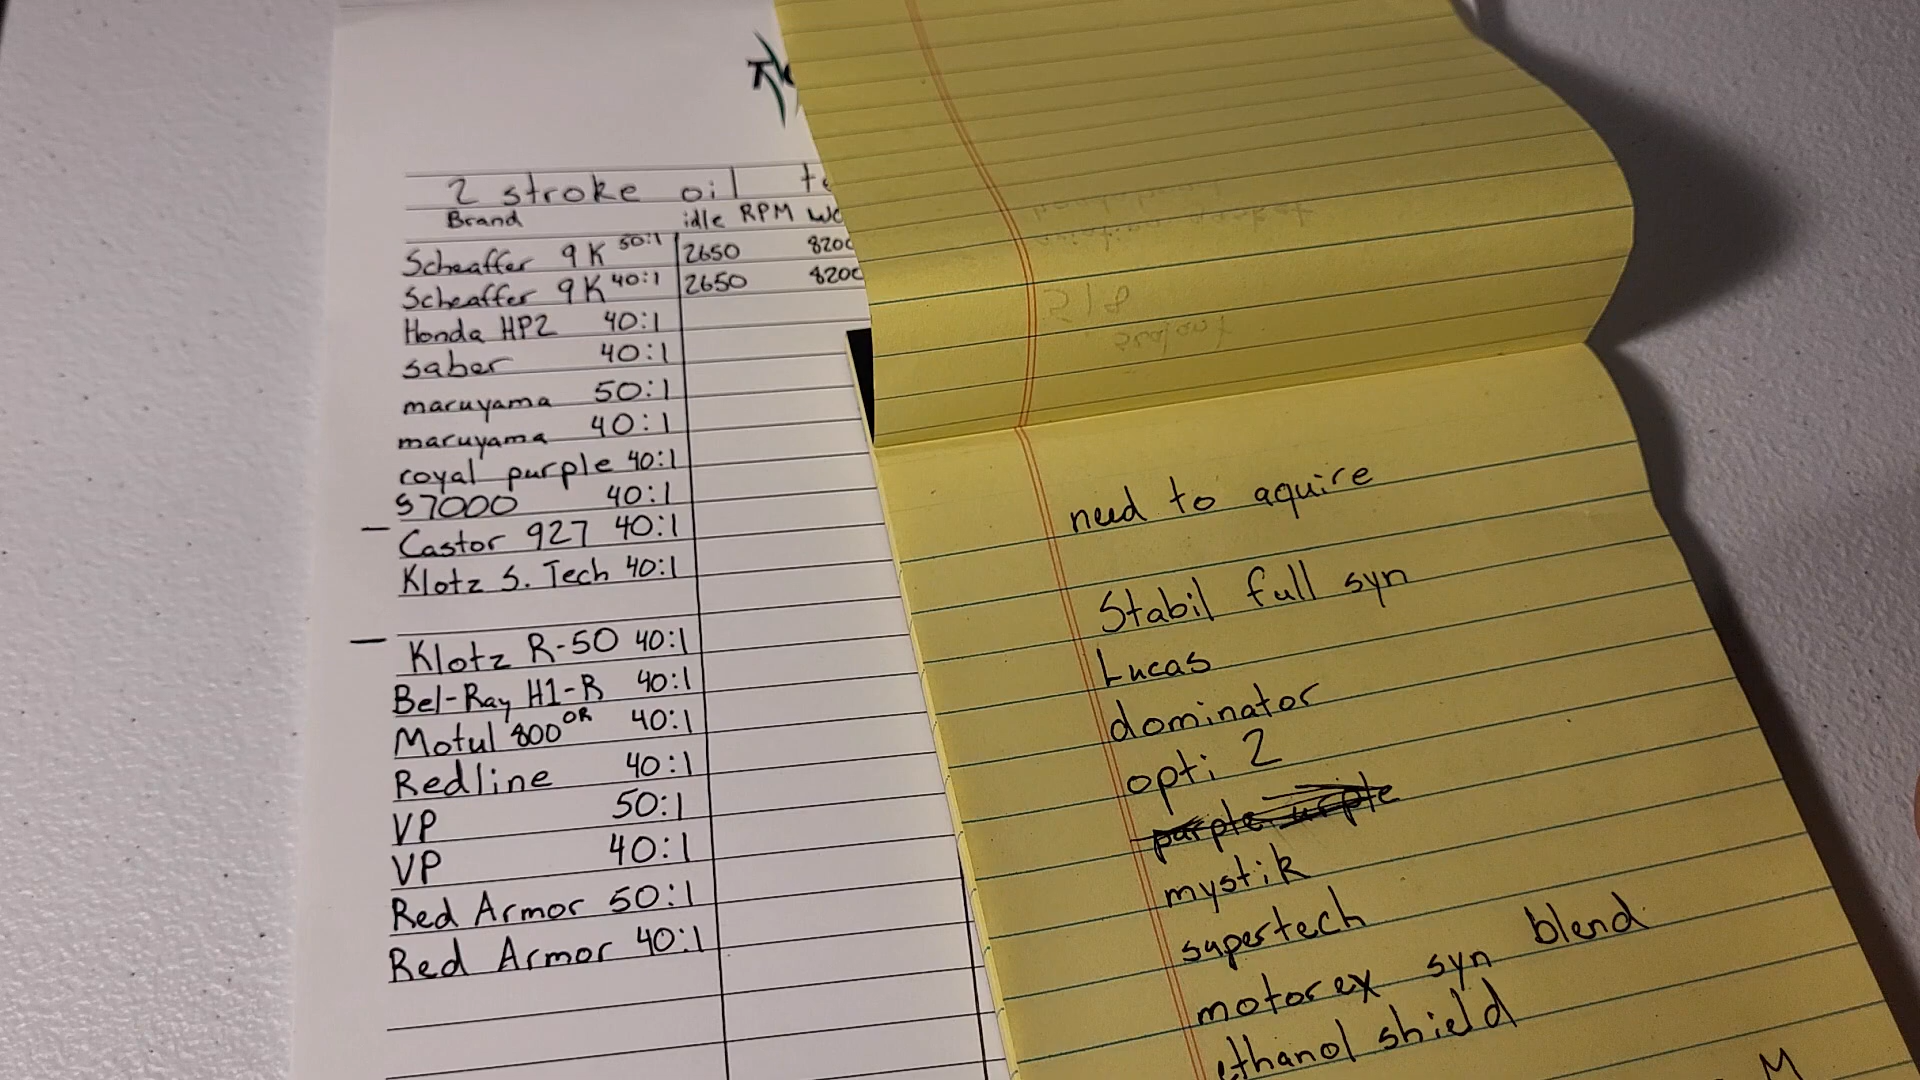 2 stroke oil
Brand idle RPM
Scheaffer 9K 50:1 2650
Scheaffer 9K 40:1 2650
Honda HP2 40:1
saber 40:1
maruyama 50:1
maruyama 40:1
royal purple 40:1
S7000 40:1
— Castor 927 40:1
Klotz S. Tech 40:1
— Klotz R-50 40:1
Bel-Ray H1-R 40:1
Motul 800 OR 40:1
Redline 40:1
VP 50:1
VP 40:1
Red Armor 50:1
Red Armor 40:1
need to aquire
Stabil full syn
Lucas
dominator
opti 2
mystik
supertech
motorex syn blend
ethanol shield
M